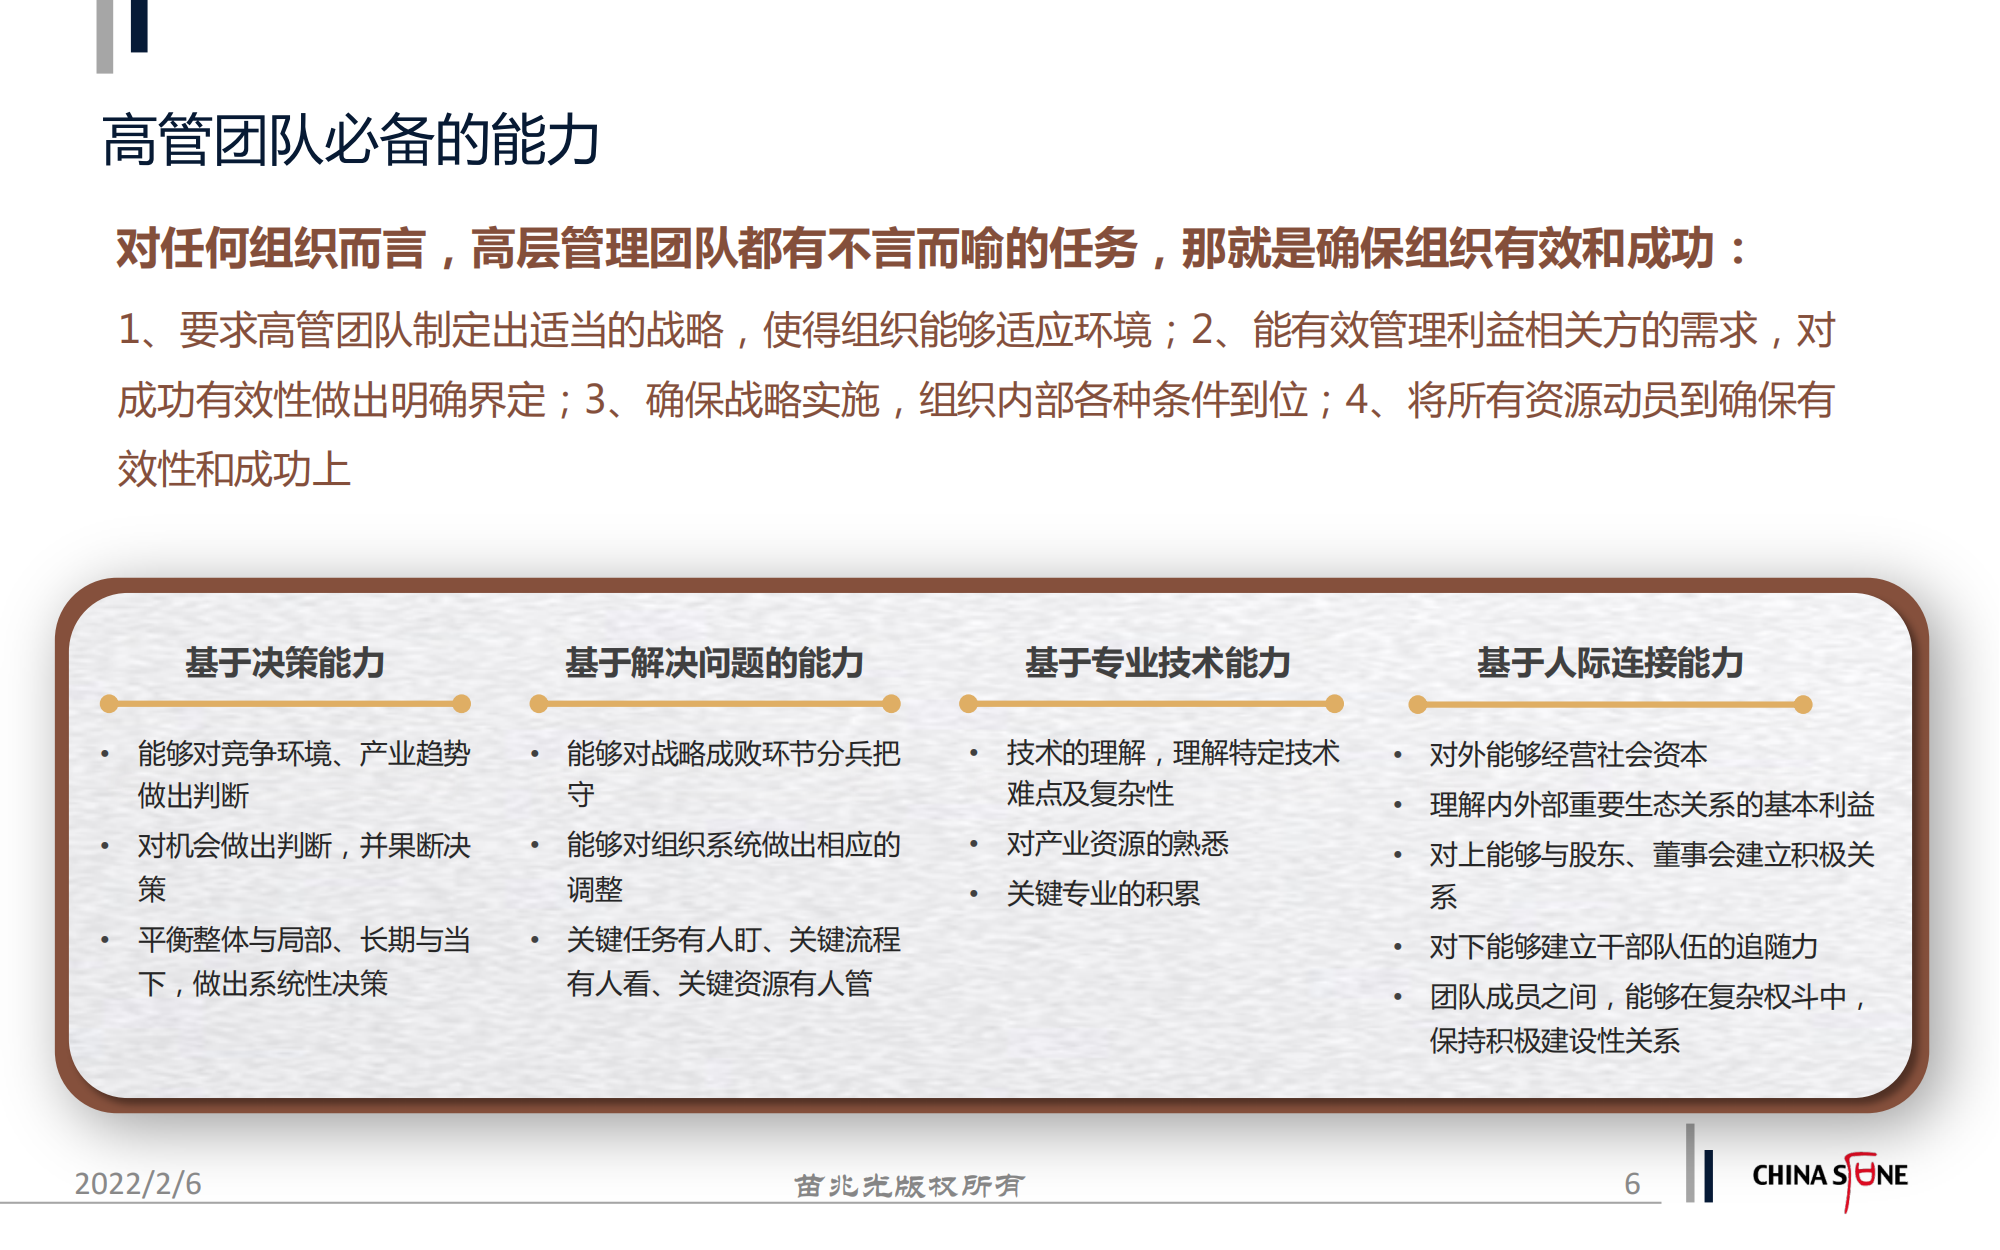 高管团队必备的能力
对任何组织而言，高层管理团队都有不言而喻的任务，那就是确保组织有效和成功：
1、要求高管团队制定出适当的战略，使得组织能够适应环境；2、能有效管理利益相关方的需求，对
成功有效性做出明确界定；3、确保战略实施，组织内部各种条件到位；4、将所有资源动员到确保有
效性和成功上
基于决策能力
• 能够对竞争环境、产业趋势
做出判断
• 对机会做出判断，并果断决
策
• 平衡整体与局部、长期与当
下，做出系统性决策
基于解决问题的能力
• 能够对战略成败环节分兵把
守
• 能够对组织系统做出相应的
调整
• 关键任务有人盯、关键流程
有人看、关键资源有人管
基于专业技术能力
• 技术的理解，理解特定技术
难点及复杂性
• 对产业资源的熟悉
• 关键专业的积累
基于人际连接能力
• 对外能够经营社会资本
• 理解内外部重要生态关系的基本利益
• 对上能够与股东、董事会建立积极关
系
• 对下能够建立干部队伍的追随力
• 团队成员之间，能够在复杂权斗中，
保持积极建设性关系
2022/2/6
苗兆光版权所有
6
CHINA S石NE